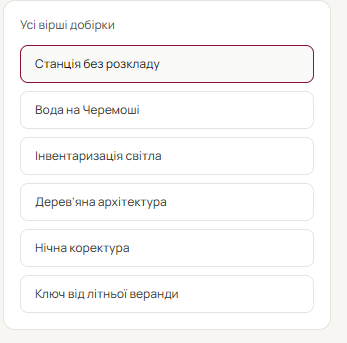 Усі вірші добірки
Станція без розкладу
Вода на Черемоші
Інвентаризація світла
Дерев'яна архітектура
Нічна коректура
Ключ від літньої веранди